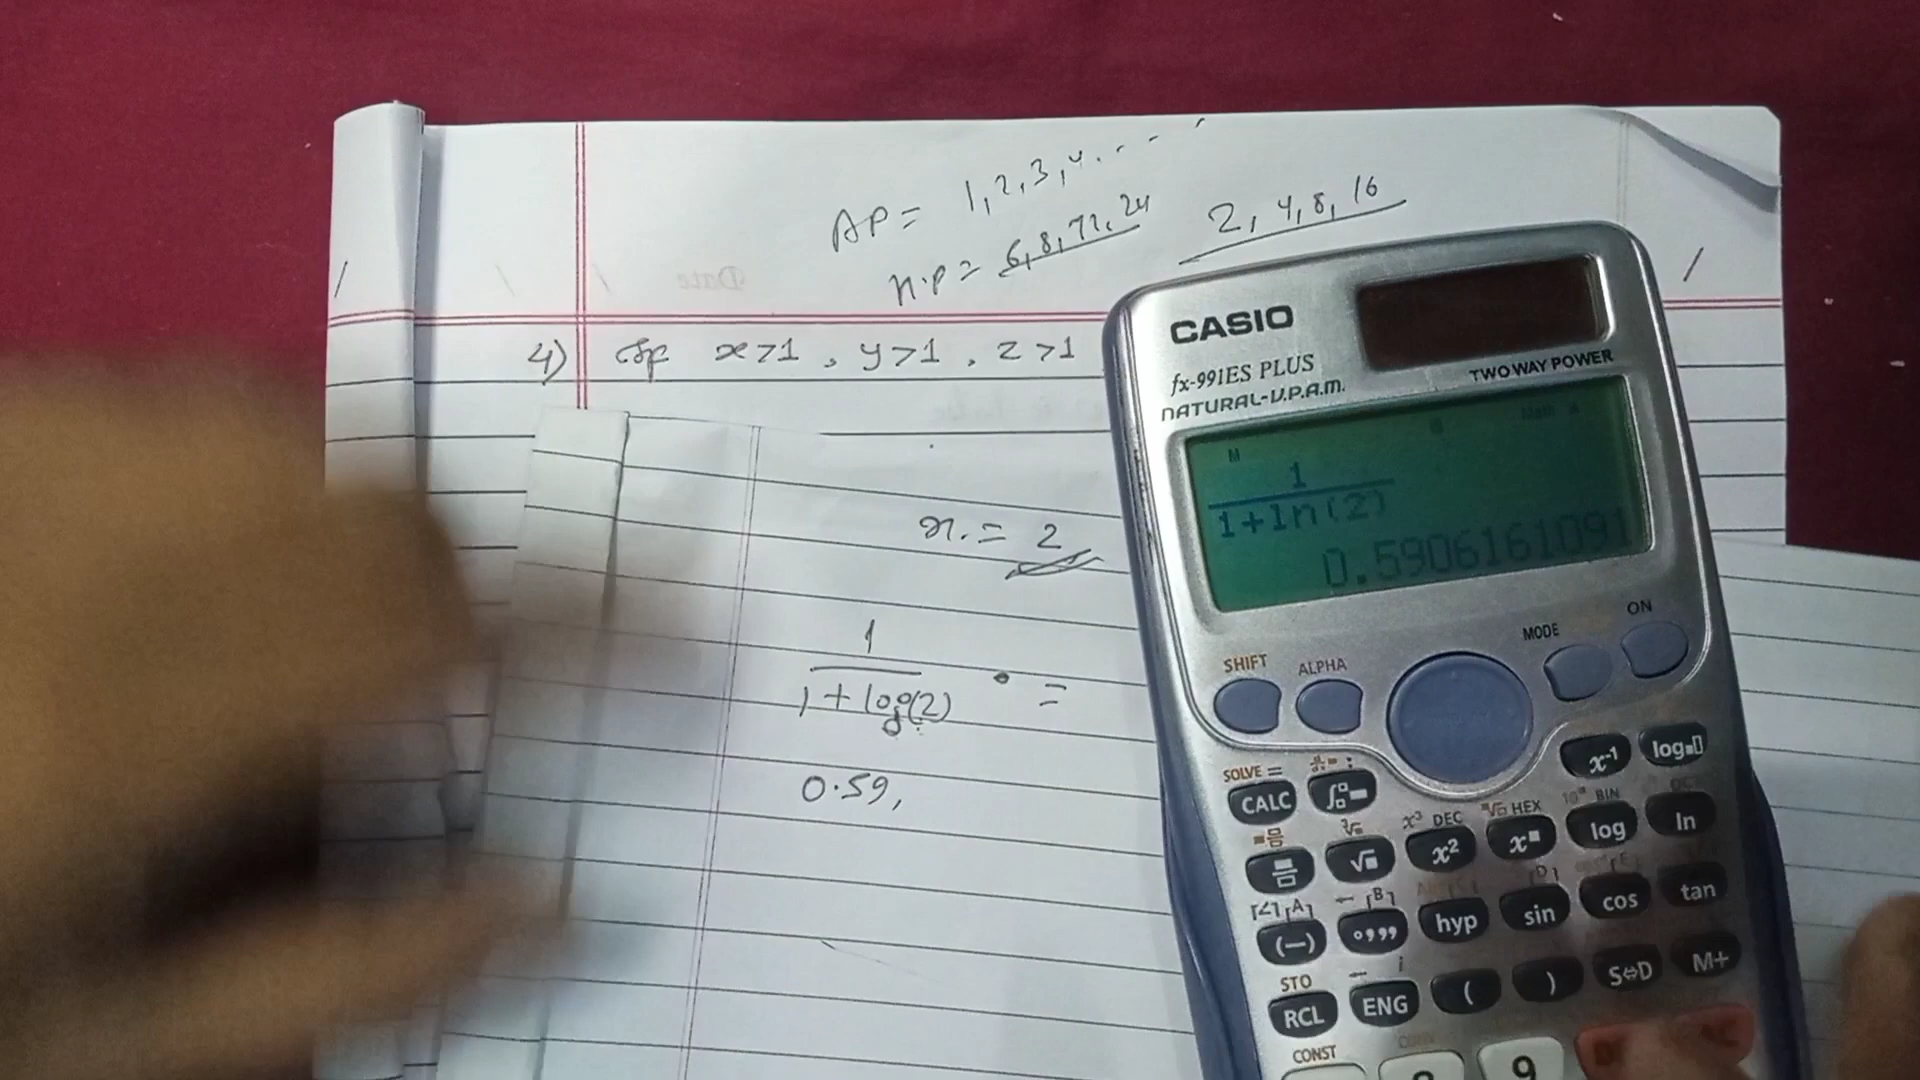 AP = 1, 2, 3, 4 . . .
H.P = 6, 8, 12, 24 2, 4, 8, 16
Date / /
4) If x>1, y>1, z>1
x. = 2
1
1 + log(2) =
0.59,
CASIO
fx-991ES PLUS TWO WAY POWER
NATURAL-V.P.A.M.
M Math
1
1+ln(2)
0.5906161091
SHIFT ALPHA MODE ON
SOLVE =
CALC x⁻¹ log
x³ DEC HEX BIN
x² log ln
hyp sin cos tan
(−) °,,,
STO
RCL ENG ( ) S⇔D M+
CONST
9